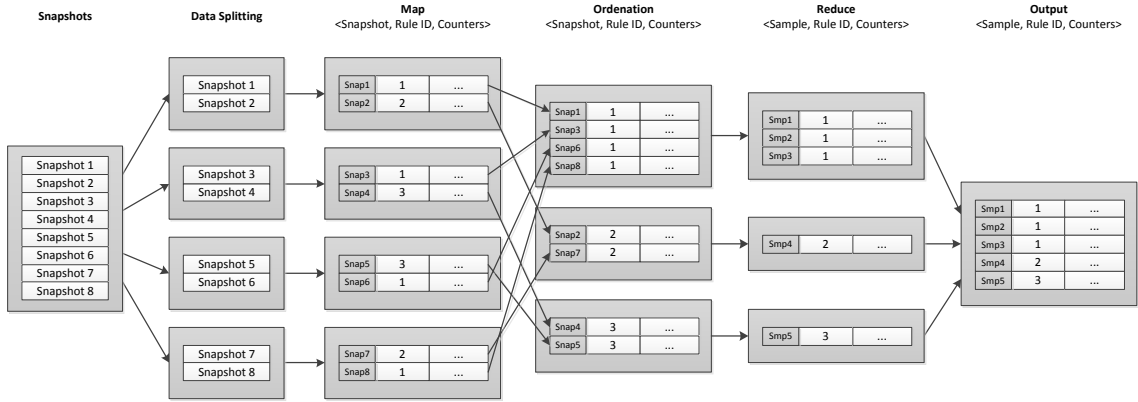 Snapshots
Data Splitting
Map
<Snapshot, Rule ID, Counters>
Ordenation
<Snapshot, Rule ID, Counters>
Reduce
<Sample, Rule ID, Counters>
Output
<Sample, Rule ID, Counters>
Snapshot 1
Snapshot 2
Snapshot 3
Snapshot 4
Snapshot 5
Snapshot 6
Snapshot 7
Snapshot 8
Snapshot 1
Snapshot 2
Snapshot 3
Snapshot 4
Snapshot 5
Snapshot 6
Snapshot 7
Snapshot 8
Snap1 1 ...
Snap2 2 ...
Snap3 1 ...
Snap4 3 ...
Snap5 3 ...
Snap6 1 ...
Snap7 2 ...
Snap8 1 ...
Snap1 1 ...
Snap3 1 ...
Snap6 1 ...
Snap8 1 ...
Snap2 2 ...
Snap7 2 ...
Snap4 3 ...
Snap5 3 ...
Smp1 1 ...
Smp2 1 ...
Smp3 1 ...
Smp4 2 ...
Smp5 3 ...
Smp1 1 ...
Smp2 1 ...
Smp3 1 ...
Smp4 2 ...
Smp5 3 ...